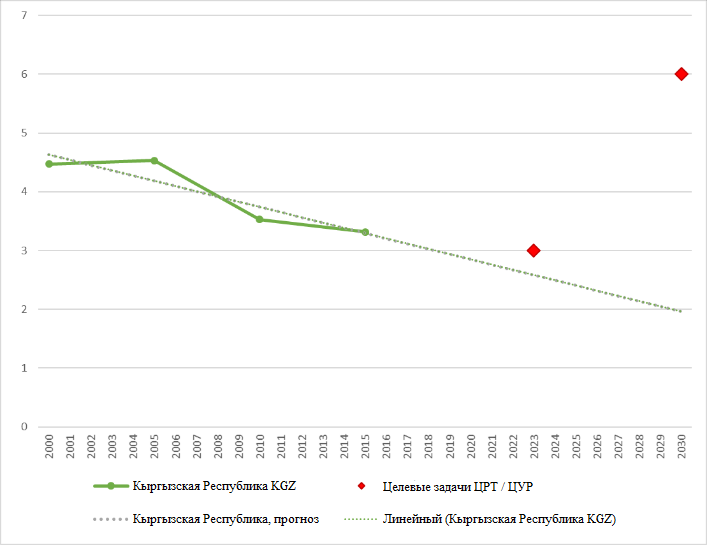 7
6
5
4
3
2
1
0
2000 2001 2002 2003 2004 2005 2006 2007 2008 2009 2010 2011 2012 2013 2014 2015 2016 2017 2018 2019 2020 2021 2022 2023 2024 2025 2026 2027 2028 2029 2030
Кыргызская Республика KGZ Целевые задачи ЦРТ / ЦУР
Кыргызская Республика, прогноз Линейный (Кыргызская Республика KGZ)